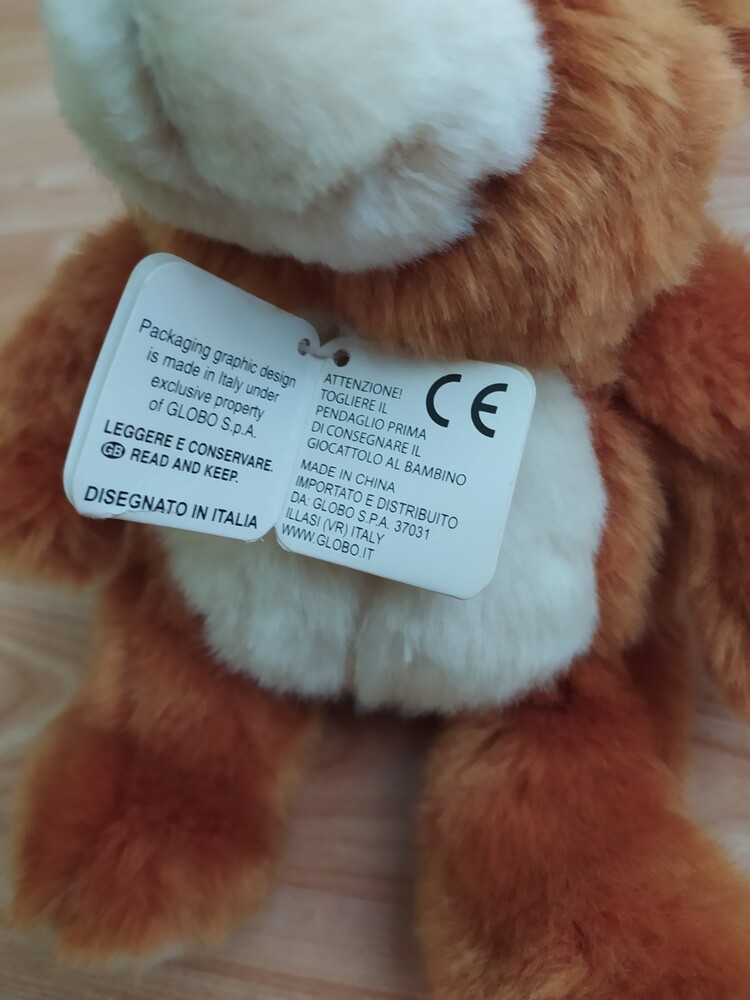 Packaging graphic design
is made in Italy under
exclusive property
of GLOBO S.p.A.
LEGGERE E CONSERVARE.
GB READ AND KEEP.
DISEGNATO IN ITALIA
ATTENZIONE!
TOGLIERE IL
PENDAGLIO PRIMA
DI CONSEGNARE IL
GIOCATTOLO AL BAMBINO
CE
MADE IN CHINA
IMPORTATO E DISTRIBUITO
DA: GLOBO S.P.A. 37031
ILLASI (VR) ITALY
WWW.GLOBO.IT